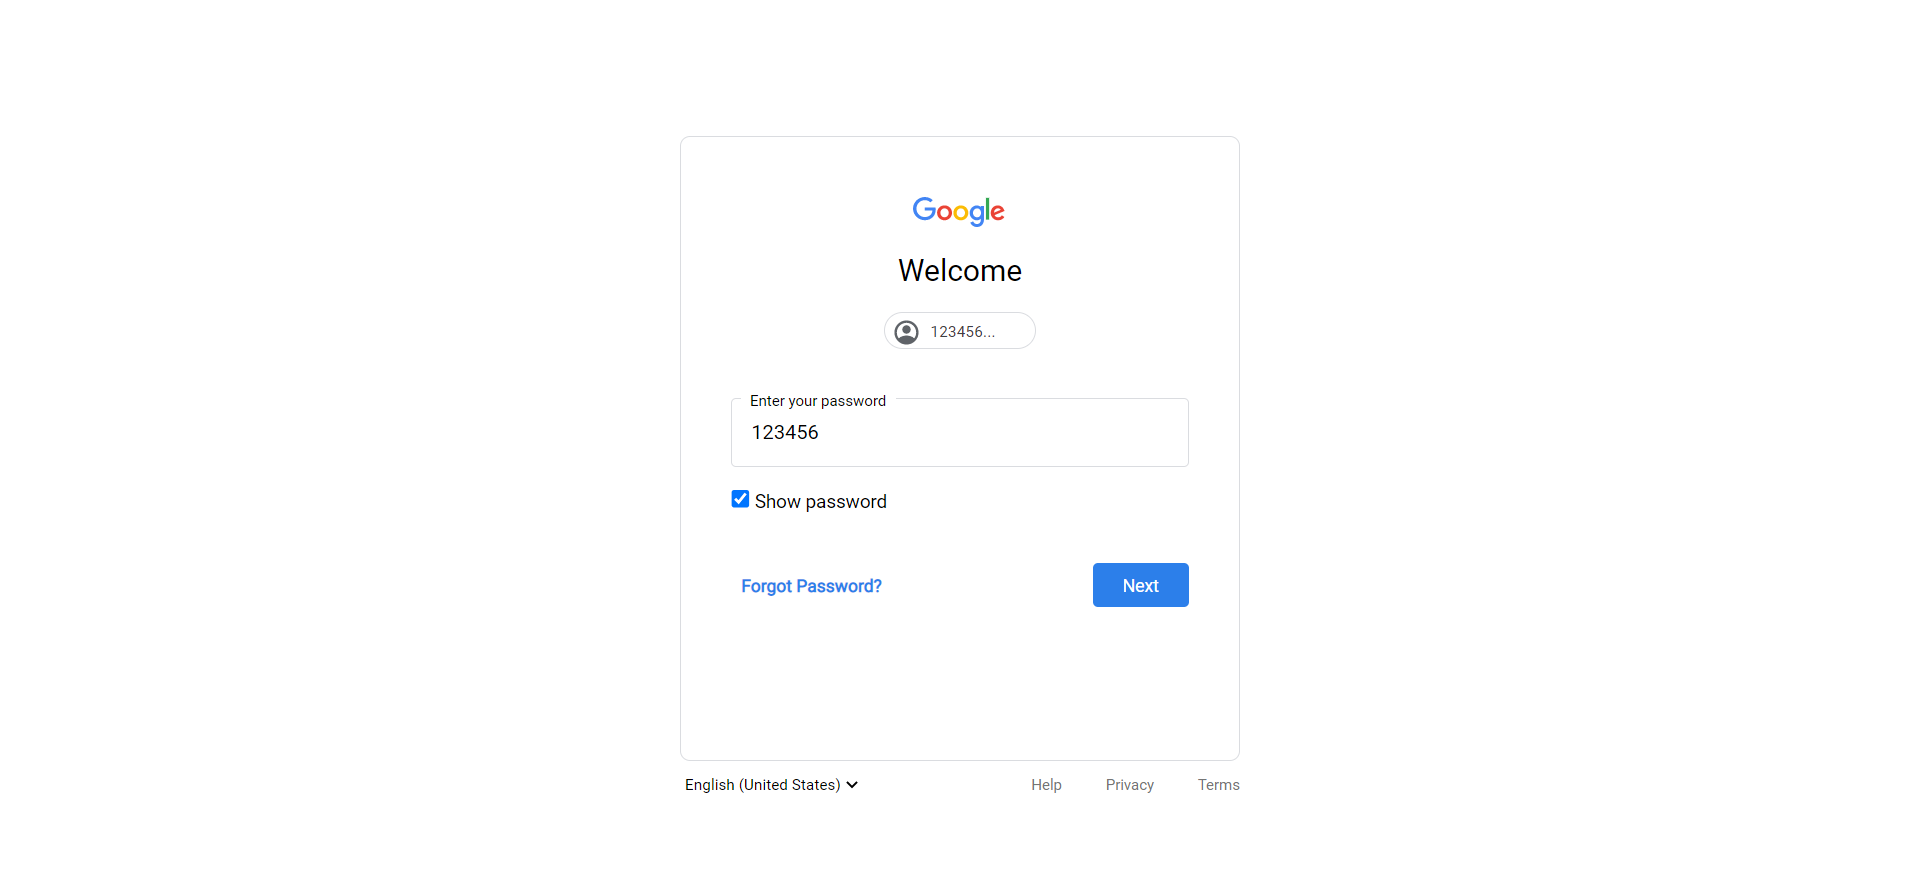 Google
Welcome
123456...
Enter your password
123456
Show password
Forgot Password?
Next
English (United States)
Help
Privacy
Terms